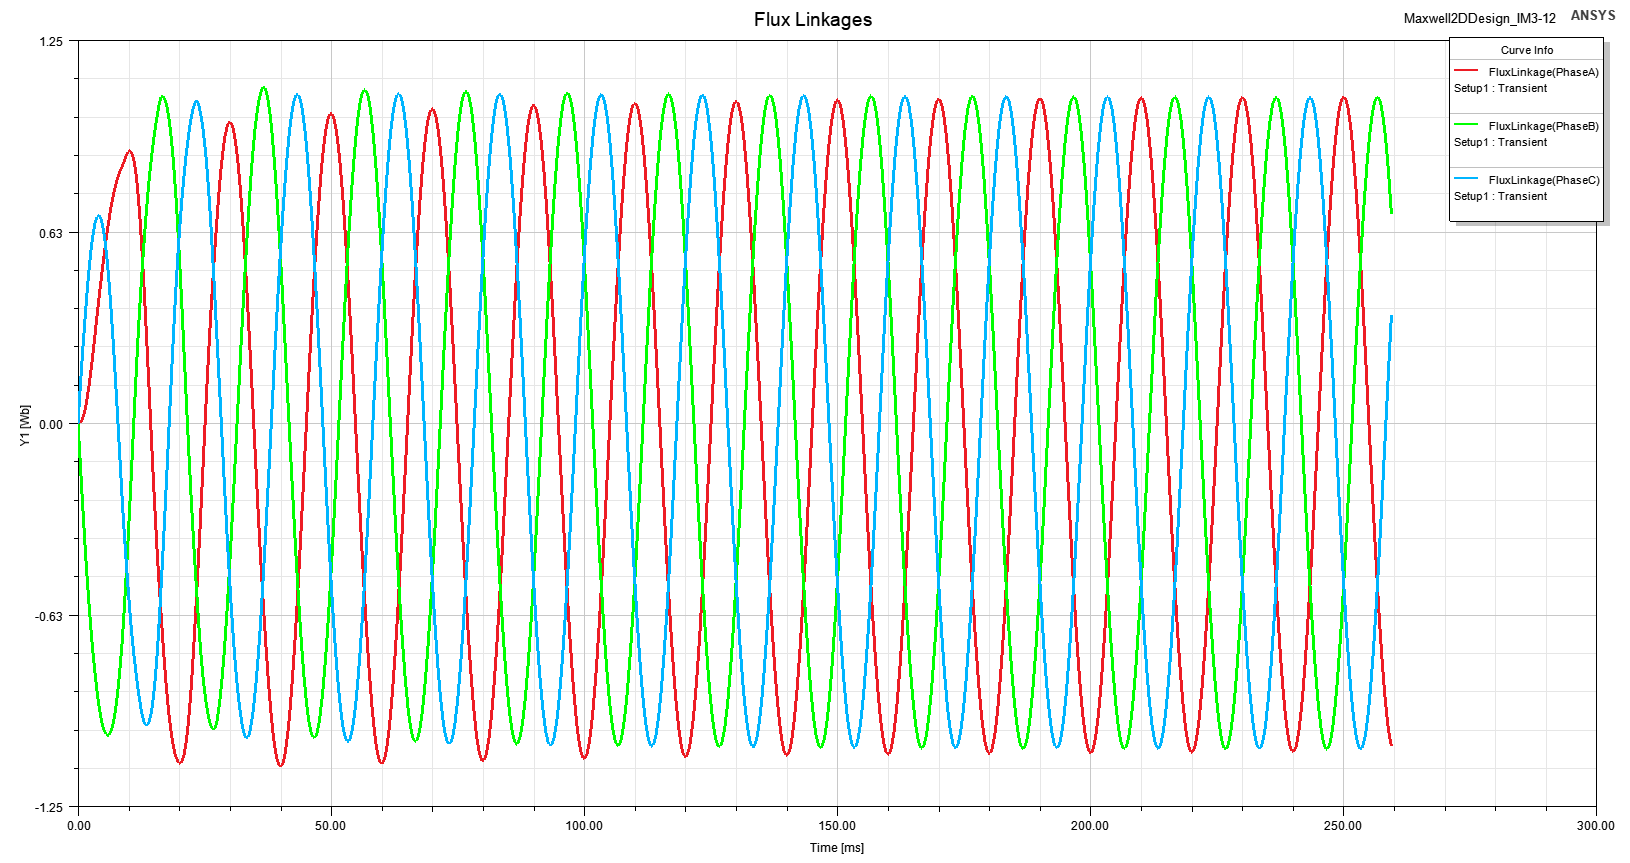 Flux Linkages
Maxwell2DDesign_IM3-12
ANSYS
Curve Info
FluxLinkage(PhaseA)
Setup1 : Transient
FluxLinkage(PhaseB)
Setup1 : Transient
FluxLinkage(PhaseC)
Setup1 : Transient
Y1 [Wb]
1.25
0.63
0.00
-0.63
-1.25
0.00
50.00
100.00
150.00
200.00
250.00
300.00
Time [ms]